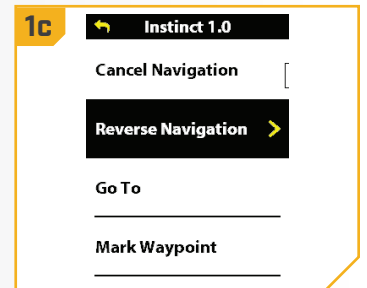 1c
Instinct 1.0
Cancel Navigation
Reverse Navigation
Go To
Mark Waypoint